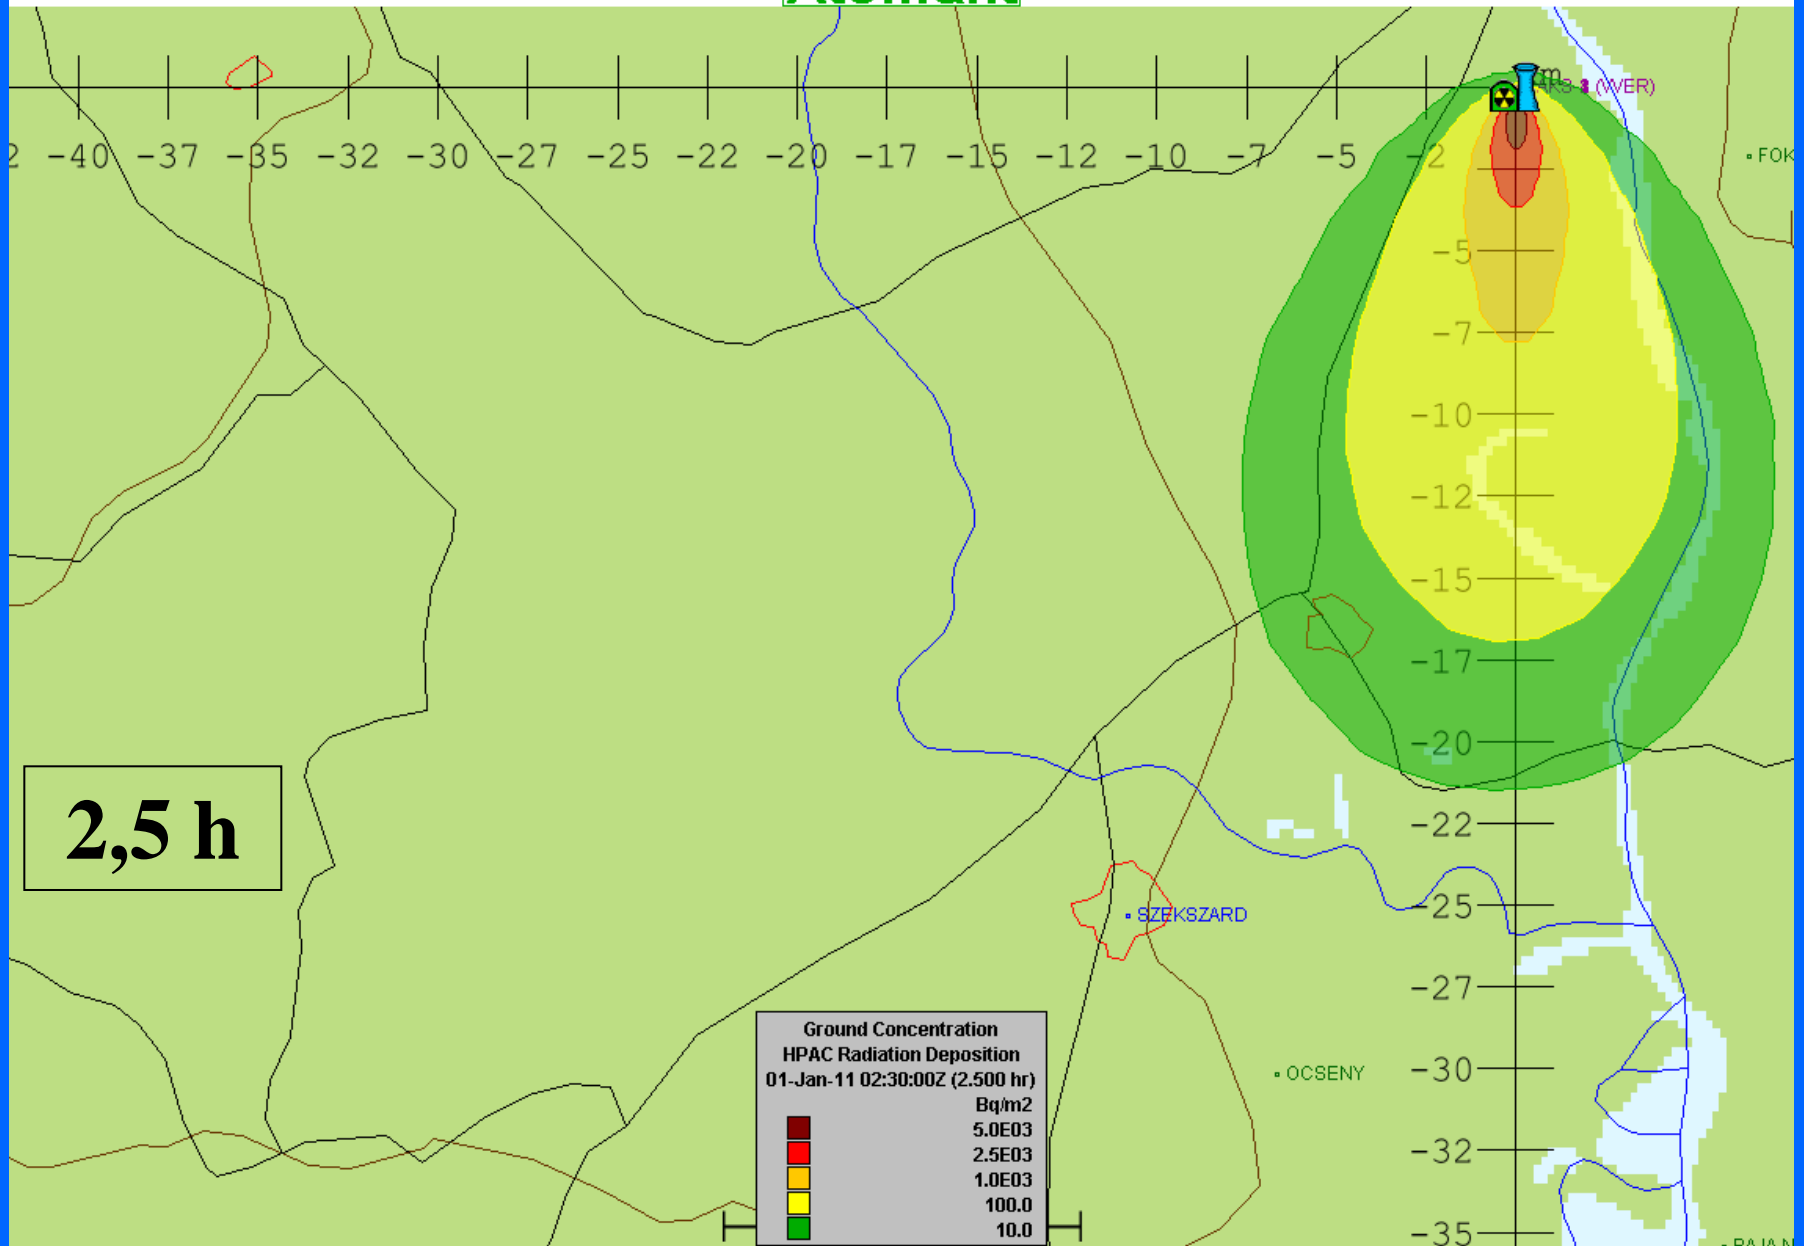 -40 -37 -35 -32 -30 -27 -25 -22 -20 -17 -15 -12 -10 -7 -5 -2
(VVER)
FOK
-5
-7
-10
-12
-15
-17
-20
-22
-25
-27
-30
-32
-35
2,5 h
SZEKSZARD
OCSENY
Ground Concentration
HPAC Radiation Deposition
01-Jan-11 02:30:00Z (2.500 hr)
Bq/m2
5.0E03
2.5E03
1.0E03
100.0
10.0